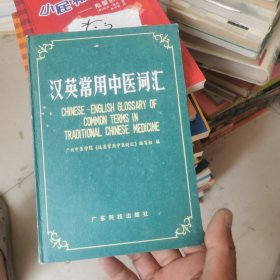 汉英常用中医词汇
CHINESE-ENGLISH GLOSSARY OF
COMMON TERMS IN
TRADITIONAL CHINESE MEDICINE
广州中医学院《汉英常用中医词汇》编写组 编
广东科技出版社